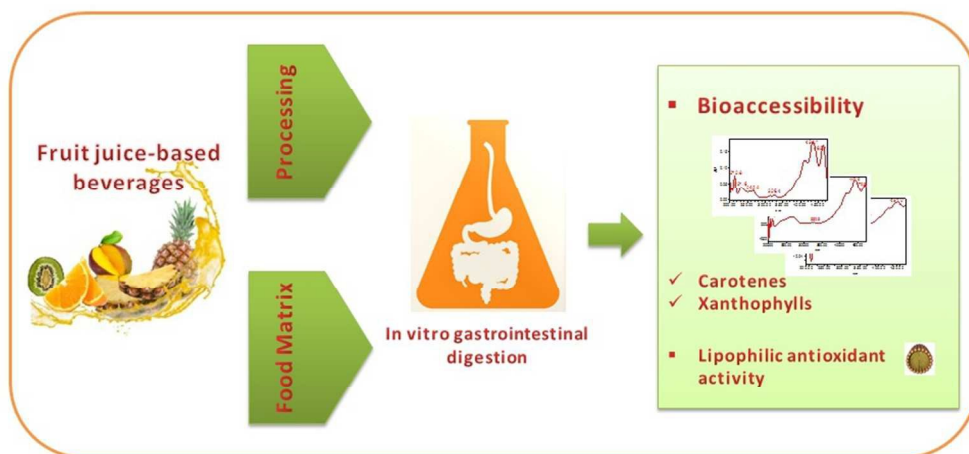 Fruit juice-based
beverages
Processing
Food Matrix
In vitro gastrointestinal
digestion
Bioaccessibility
Carotenes
Xanthophylls
Lipophilic antioxidant
activity